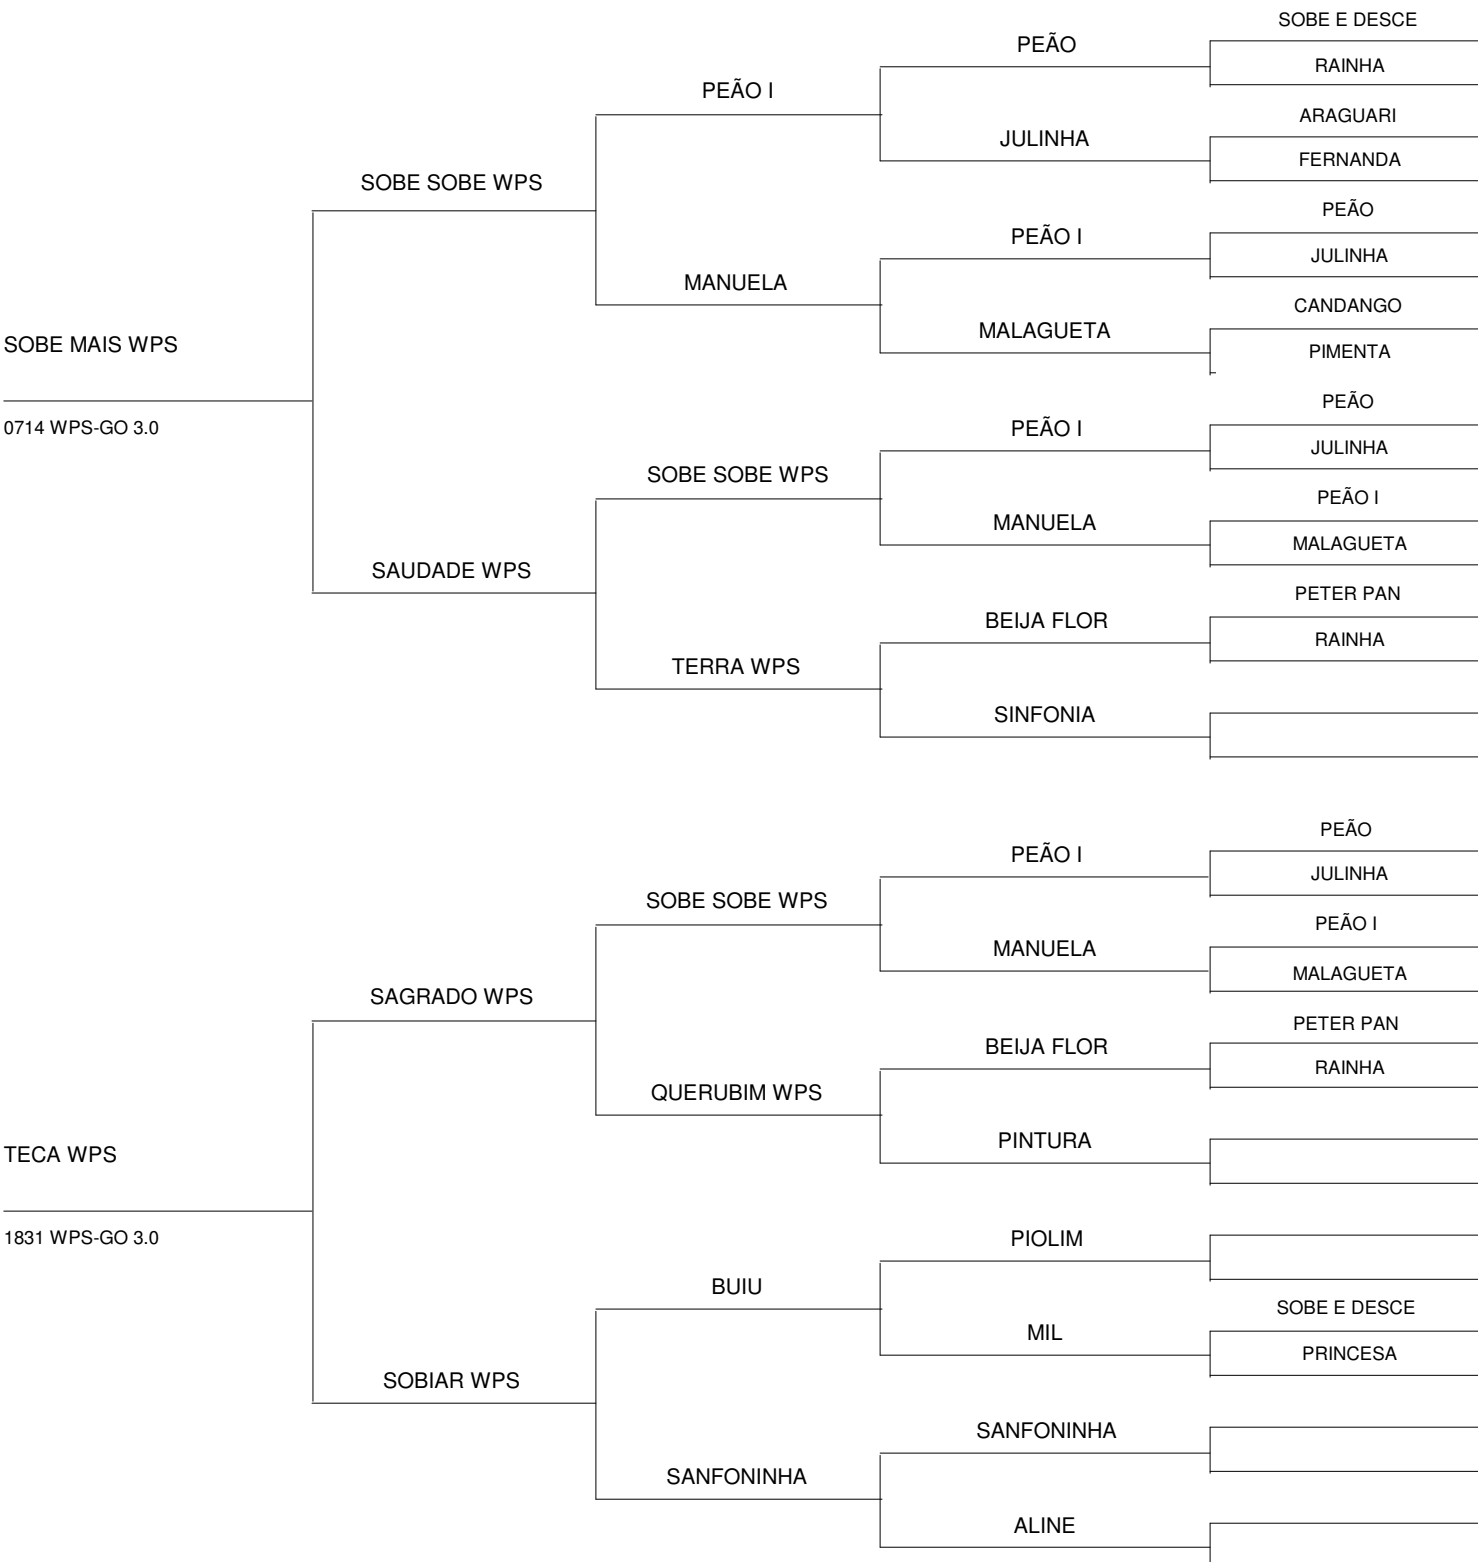 SOBE E DESCE
PEÃO
RAINHA
PEÃO I
ARAGUARI
JULINHA
FERNANDA
SOBE SOBE WPS
PEÃO
PEÃO I
JULINHA
MANUELA
CANDANGO
MALAGUETA
SOBE MAIS WPS
PIMENTA
PEÃO
0714 WPS-GO 3.0
PEÃO I
JULINHA
SOBE SOBE WPS
PEÃO I
MANUELA
MALAGUETA
SAUDADE WPS
PETER PAN
BEIJA FLOR
RAINHA
TERRA WPS
SINFONIA
PEÃO
PEÃO I
JULINHA
SOBE SOBE WPS
PEÃO I
MANUELA
MALAGUETA
SAGRADO WPS
PETER PAN
BEIJA FLOR
RAINHA
QUERUBIM WPS
PINTURA
TECA WPS
1831 WPS-GO 3.0
PIOLIM
BUIU
SOBE E DESCE
MIL
PRINCESA
SOBIAR WPS
SANFONINHA
SANFONINHA
ALINE